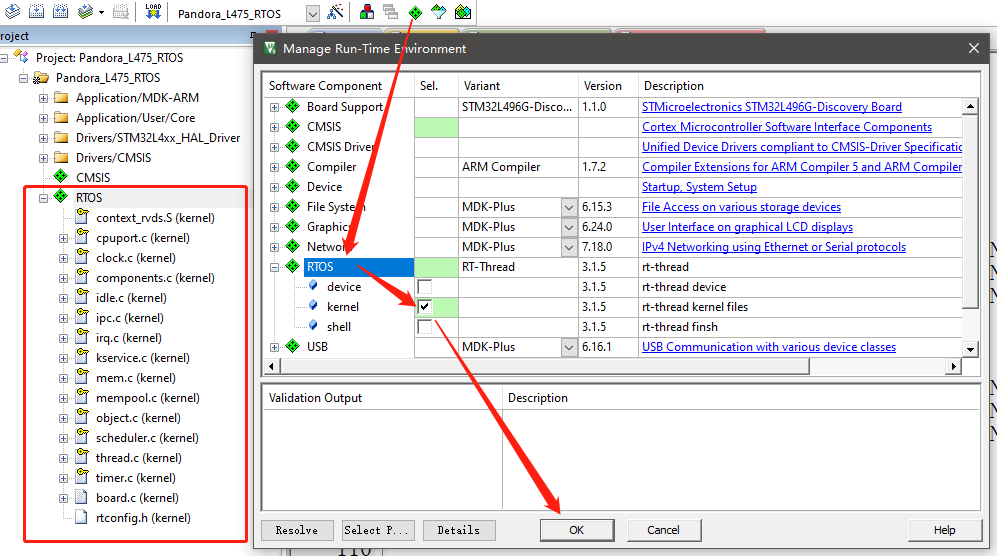 LOAD
Pandora_L475_RTOS
roject
Project: Pandora_L475_RTOS
Pandora_L475_RTOS
Application/MDK-ARM
Application/User/Core
Drivers/STM32L4xx_HAL_Driver
Drivers/CMSIS
CMSIS
RTOS
context_rvds.S (kernel)
cpuport.c (kernel)
clock.c (kernel)
components.c (kernel)
idle.c (kernel)
ipc.c (kernel)
irq.c (kernel)
kservice.c (kernel)
mem.c (kernel)
mempool.c (kernel)
object.c (kernel)
scheduler.c (kernel)
thread.c (kernel)
timer.c (kernel)
board.c (kernel)
rtconfig.h (kernel)
Manage Run-Time Environment
Software Component Sel. Variant Version Description
Board Support STM32L496G-Disco... 1.1.0 STMicroelectronics STM32L496G-Discovery Board
CMSIS Cortex Microcontroller Software Interface Components
CMSIS Driver Unified Device Drivers compliant to CMSIS-Driver Specificatio
Compiler ARM Compiler 1.7.2 Compiler Extensions for ARM Compiler 5 and ARM Compiler
Device Startup, System Setup
File System MDK-Plus 6.15.3 File Access on various storage devices
Graphics MDK-Plus 6.24.0 User Interface on graphical LCD displays
Network MDK-Plus 7.18.0 IPv4 Networking using Ethernet or Serial protocols
RTOS RT-Thread 3.1.5 rt-thread
device 3.1.5 rt-thread device
kernel 3.1.5 rt-thread kernel files
shell 3.1.5 rt-thread finsh
USB MDK-Plus 6.16.1 USB Communication with various device classes
Validation Output Description
Resolve Select P... Details OK Cancel Help
110